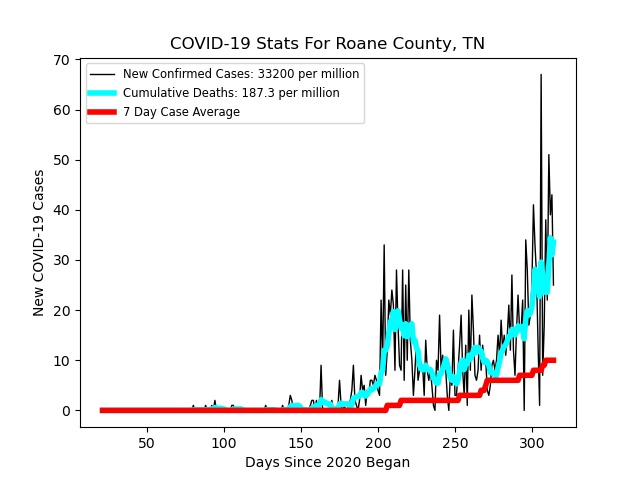 COVID-19 Stats For Roane County, TN
New Confirmed Cases: 33200 per million
Cumulative Deaths: 187.3 per million
7 Day Case Average
New COVID-19 Cases
70
60
50
40
30
20
10
0
50 100 150 200 250 300
Days Since 2020 Began